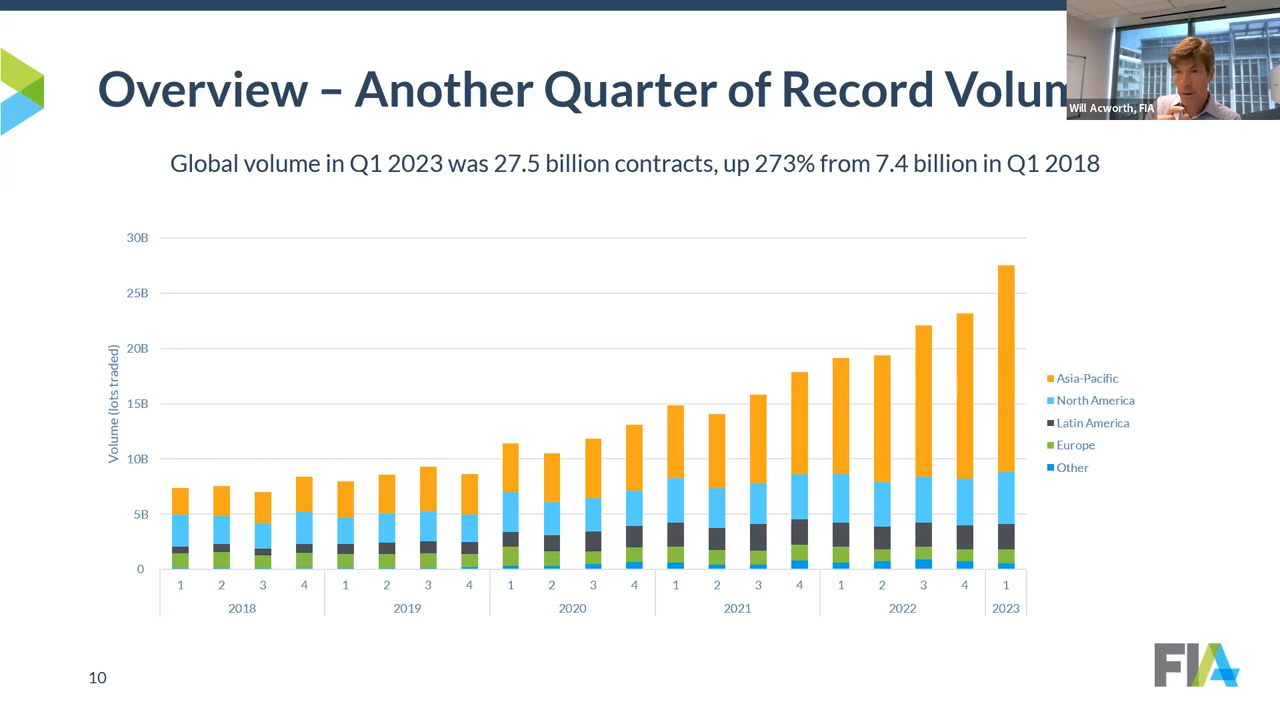 Overview – Another Quarter of Record Volum
Will Acworth, FIA
Global volume in Q1 2023 was 27.5 billion contracts, up 273% from 7.4 billion in Q1 2018
Volume (lots traded)
30B
25B
20B
15B
10B
5B
0
1 2 3 4 1 2 3 4 1 2 3 4 1 2 3 4 1 2 3 4 1
2018 2019 2020 2021 2022 2023
Asia-Pacific
North America
Latin America
Europe
Other
10
FIA